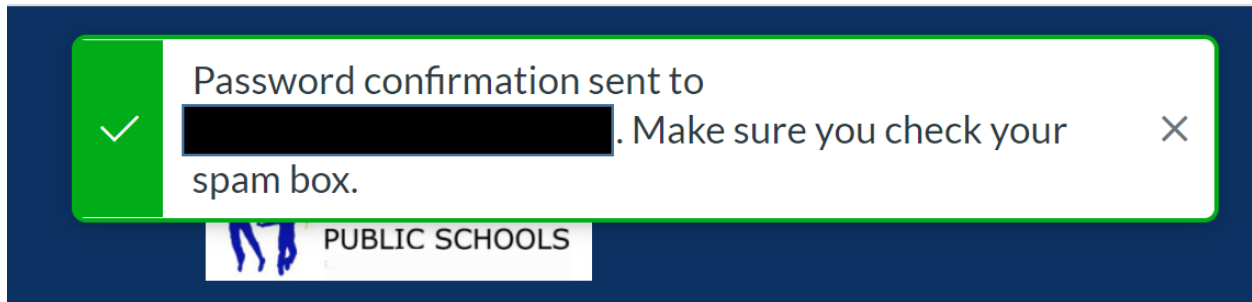 Password confirmation sent to
. Make sure you check your
spam box.
PUBLIC SCHOOLS